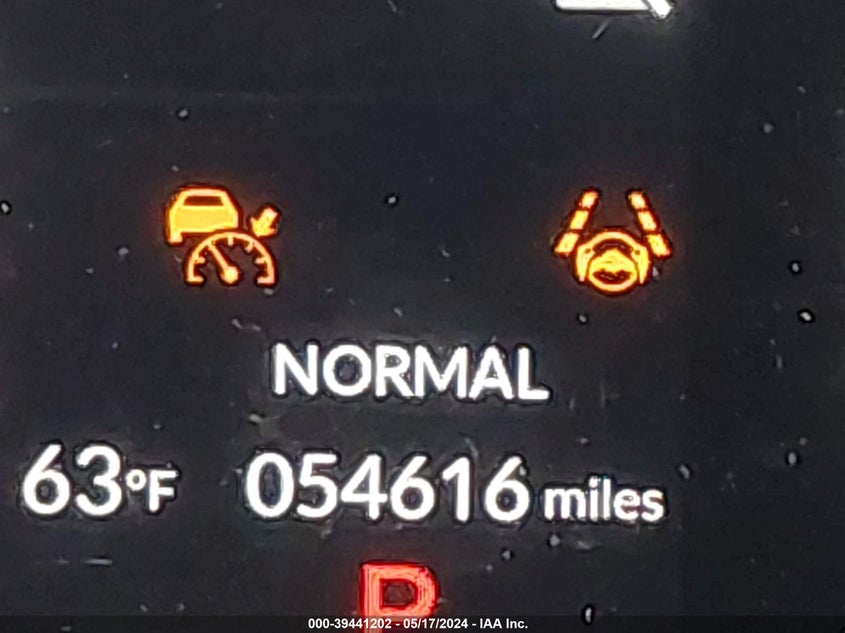 NORMAL
63°F 054616 miles
P
000-39441202 - 05/17/2024 - IAA Inc.